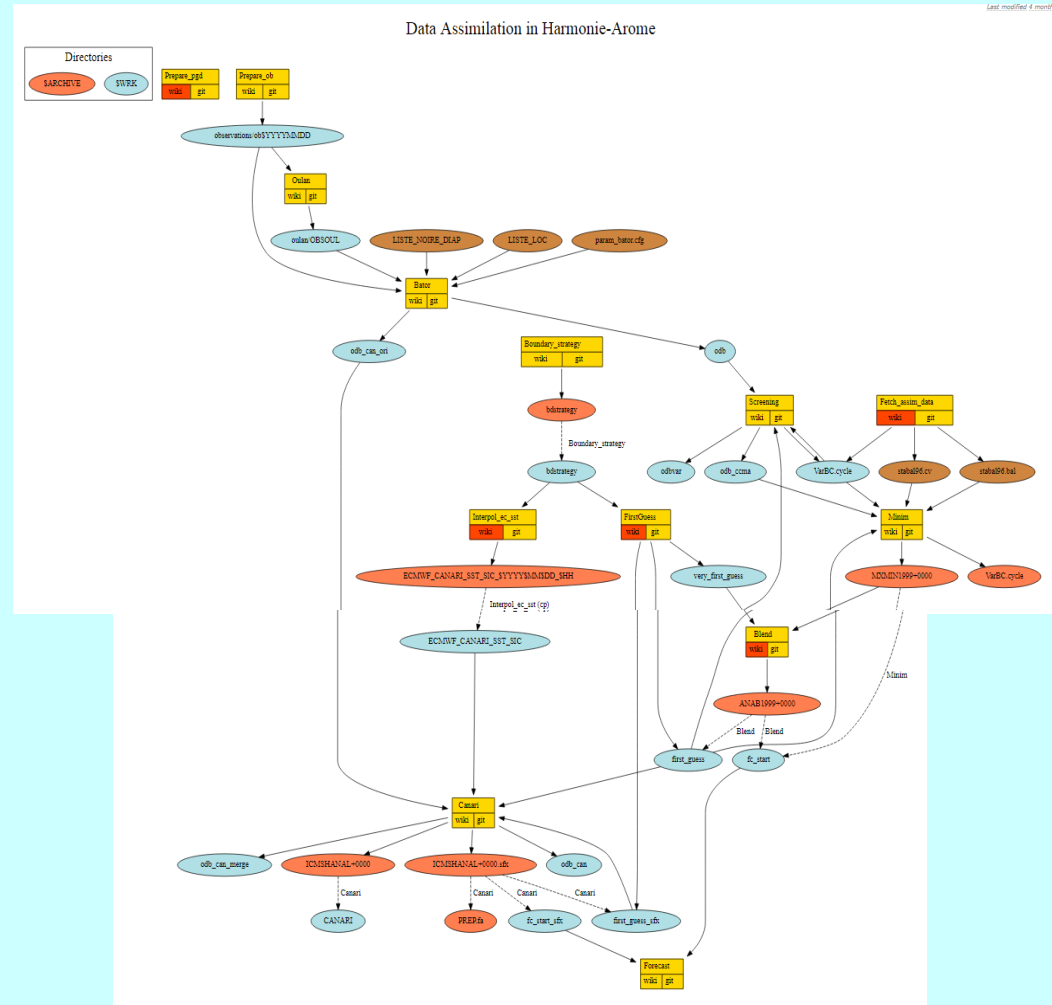 Last modified 4 month
Data Assimilation in Harmonie-Arome
Directories
$ARCHIVE
$WRK
Prepare_pgd
wiki git
Prepare_ob
wiki git
observations/ob$YYYYMMDD
Oulan
wiki git
oulan/OBSOUL
LISTE_NOIRE_DIAP
LISTE_LOC
param_bator.cfg
Bator
wiki git
odb_can_ori
Boundary_strategy
wiki git
odb
bdstrategy
Screening
wiki git
Fetch_assim_data
wiki git
Boundary_strategy
bdstrategy
odbvar
odb_ccma
VarBC.cycle
stabal96.cv
stabal96.bal
Interpol_ec_sst
wiki git
FirstGuess
wiki git
Minim
wiki git
ECMWF_CANARI_SST_SIC_$YYYY$MM$DD_$HH
very_first_guess
MXMIN1999+0000
VarBC.cycle
Interpol_ec_sst (cp)
ECMWF_CANARI_SST_SIC
Blend
wiki git
Minim
ANAB1999+0000
Blend
Blend
first_guess
fc_start
Canari
wiki git
odb_can_merge
ICMSHANAL+0000
ICMSHANAL+0000.sfx
odb_can
Canari
Canari
Canari
Canari
CANARI
PREP.fa
fc_start_sfx
first_guess_sfx
Forecast
wiki git